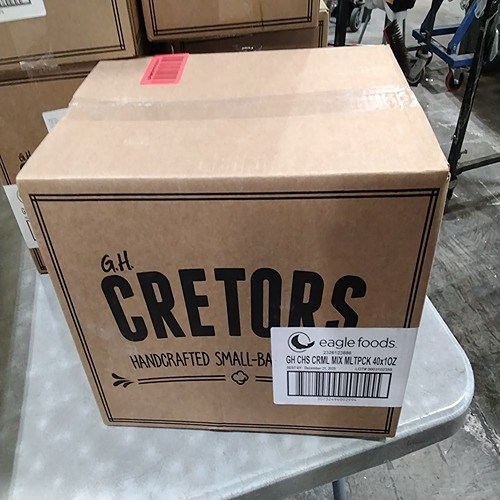 G.H.
CRETORS
HANDCRAFTED SMALL-BA
eagle foods.
GH CHS CRML MIX MLTPCK 40x1OZ